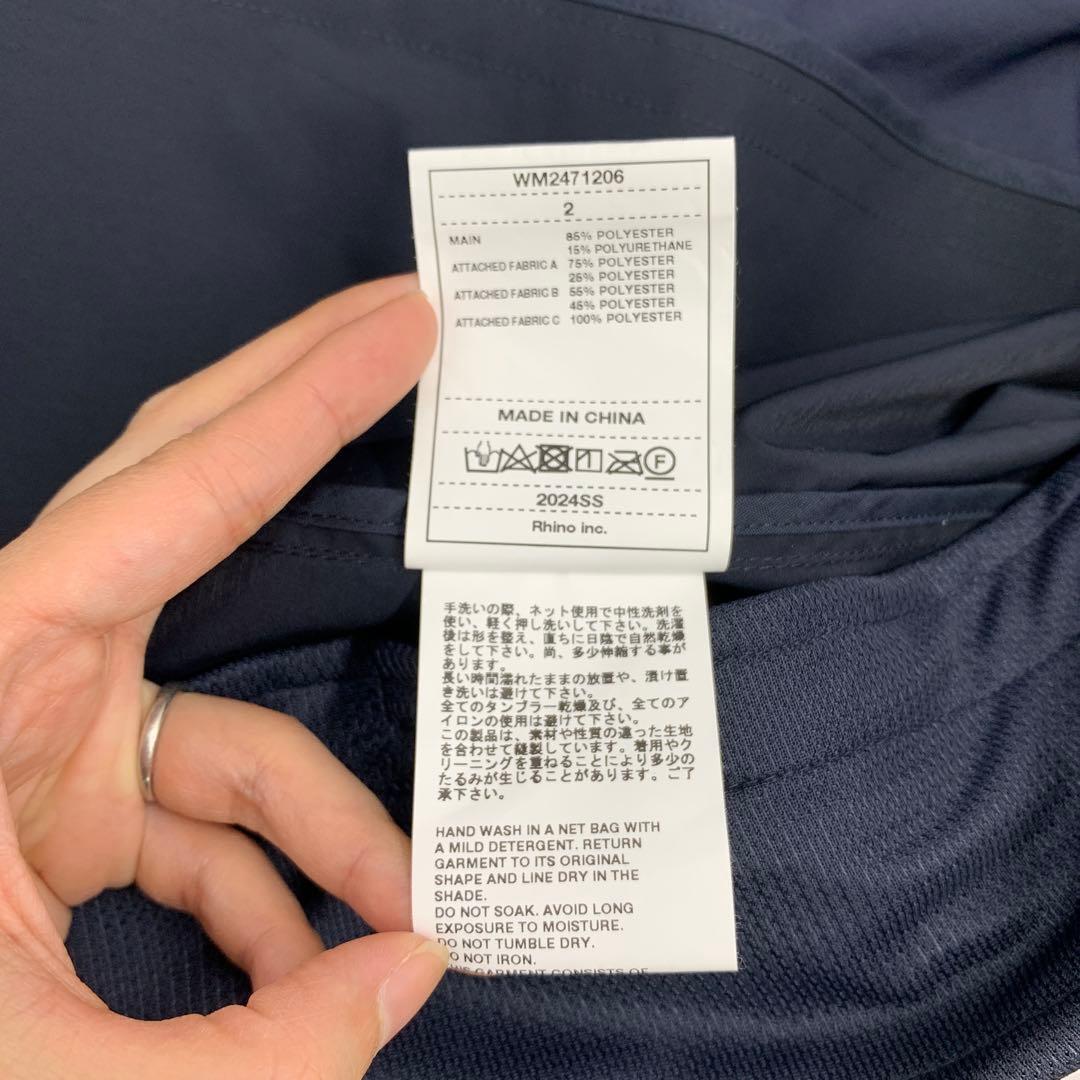 WM2471206
2
MAIN 85% POLYESTER
15% POLYURETHANE
ATTACHED FABRIC A 75% POLYESTER
25% POLYESTER
ATTACHED FABRIC B 55% POLYESTER
45% POLYESTER
ATTACHED FABRIC C 100% POLYESTER
MADE IN CHINA
F
2024SS
Rhino inc.
手洗いの際、ネット使用で中性洗剤を
使い、軽く押し洗いして下さい。洗濯
後は形を整え、直ちに日陰で自然乾燥
をして下さい。尚、多少伸縮する事が
あります。
長い時間濡れたままの放置や、漬け置
き洗いは避けて下さい。
全てのタンブラー乾燥及び、全てのア
イロンの使用は避けて下さい。
この製品は、素材や性質の違った生地
を合わせて縫製しています。着用やク
リーニングを重ねることにより多少の
たるみが生じることがあります。ご了
承下さい。
HAND WASH IN A NET BAG WITH
A MILD DETERGENT. RETURN
GARMENT TO ITS ORIGINAL
SHAPE AND LINE DRY IN THE
SHADE.
DO NOT SOAK. AVOID LONG
EXPOSURE TO MOISTURE.
DO NOT TUMBLE DRY.
DO NOT IRON.
GARMENT CONSISTS OF